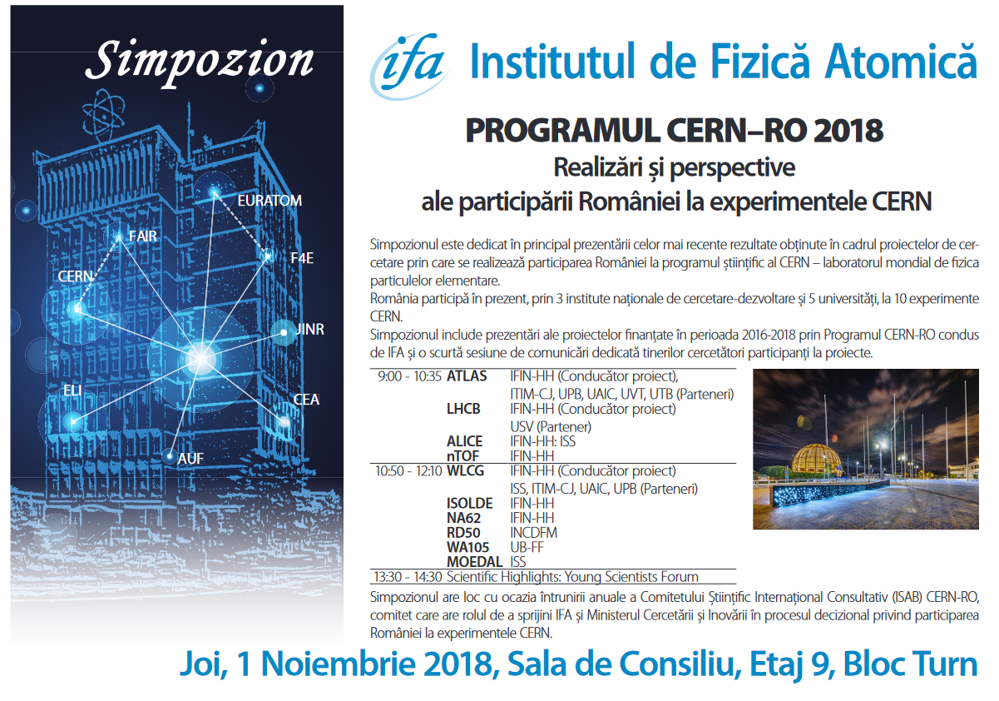 Simpozion
EURATOM
FAIR
F4E
CERN
JINR
ELI
CEA
AUF
ifa Institutul de Fizică Atomică
PROGRAMUL CERN–RO 2018
Realizări și perspective
ale participării României la experimentele CERN
Simpozionul este dedicat în principal prezentării celor mai recente rezultate obținute în cadrul proiectelor de cer-
cetare prin care se realizează participarea României la programul științific al CERN – laboratorul mondial de fizica
particulelor elementare.
România participă în prezent, prin 3 institute naționale de cercetare-dezvoltare și 5 universități, la 10 experimente
CERN.
Simpozionul include prezentări ale proiectelor finanțate în perioada 2016-2018 prin Programul CERN-RO condus
de IFA și o scurtă sesiune de comunicări dedicată tinerilor cercetători participanți la proiecte.
9:00 - 10:35 ATLAS IFIN-HH (Conducător proiect),
ITIM-CJ, UPB, UAIC, UVT, UTB (Parteneri)
LHCB IFIN-HH (Conducător proiect)
USV (Partener)
ALICE IFIN-HH: ISS
nTOF IFIN-HH
10:50 - 12:10 WLCG IFIN-HH (Conducător proiect)
ISS, ITIM-CJ, UAIC, UPB (Parteneri)
ISOLDE IFIN-HH
NA62 IFIN-HH
RD50 INCDFM
WA105 UB-FF
MOEDAL ISS
13:30 - 14:30 Scientific Highlights: Young Scientists Forum
Simpozionul are loc cu ocazia întrunirii anuale a Comitetului Științific Internațional Consultativ (ISAB) CERN-RO,
comitet care are rolul de a sprijini IFA şi Ministerul Cercetării şi Inovării în procesul decizional privind participarea
României la experimentele CERN.
Joi, 1 Noiembrie 2018, Sala de Consiliu, Etaj 9, Bloc Turn